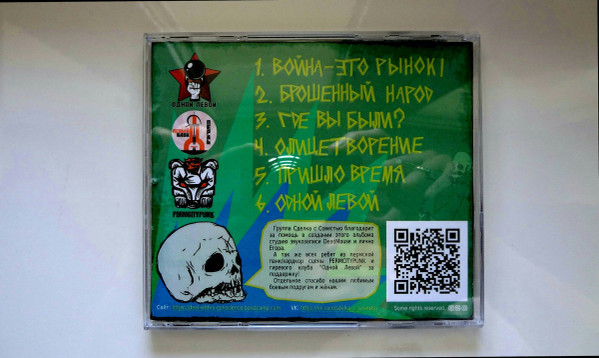 1. ВОЙНА-ЭТО РЫНОК!
2. БРОШЕННЫЙ НАРОД
3. ГДЕ ВЫ БЫЛИ?
4. ОЛИЦЕТВОРЕНИЕ
5. ПРИШЛО ВРЕМЯ
6. ОДНОЙ ЛЕВОЙ
ОДНОЙ ЛЕВОЙ
PERMCITYPUNK
Группа Сделка с Совестью благодарит
за помощь в создании этого альбома
студию звукозаписи DeadMouse и лично
Егора.
А так же всех ребят из пермской
панк/хардкор сцены PERMCITYPUNK и
гиревого клуба "Одной Левой" за
поддержку!
Отдельное спасибо нашим любимым
боевым подругам и жёнам.
Сайт:
VK:
Some rights reserved.